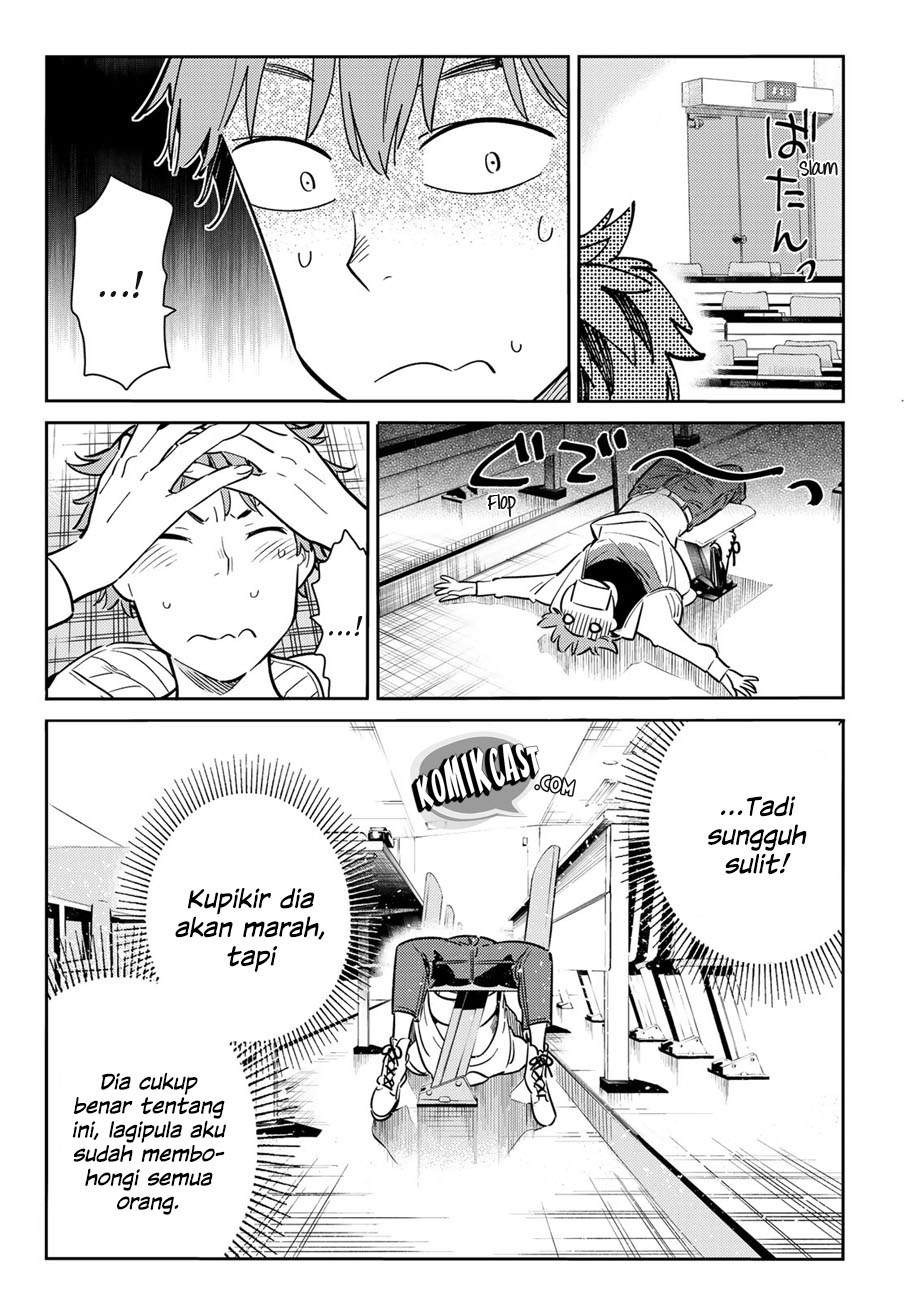 ばたんっ
Slam
...!
ぐでで〜っ
Flop
...!
...Tadi
sungguh
sulit!
KOMIKCAST
.COM
Kupikir dia
akan marah,
tapi
Dia cukup
benar tentang
ini, lagipula aku
sudah membo-
hongi semua
orang.